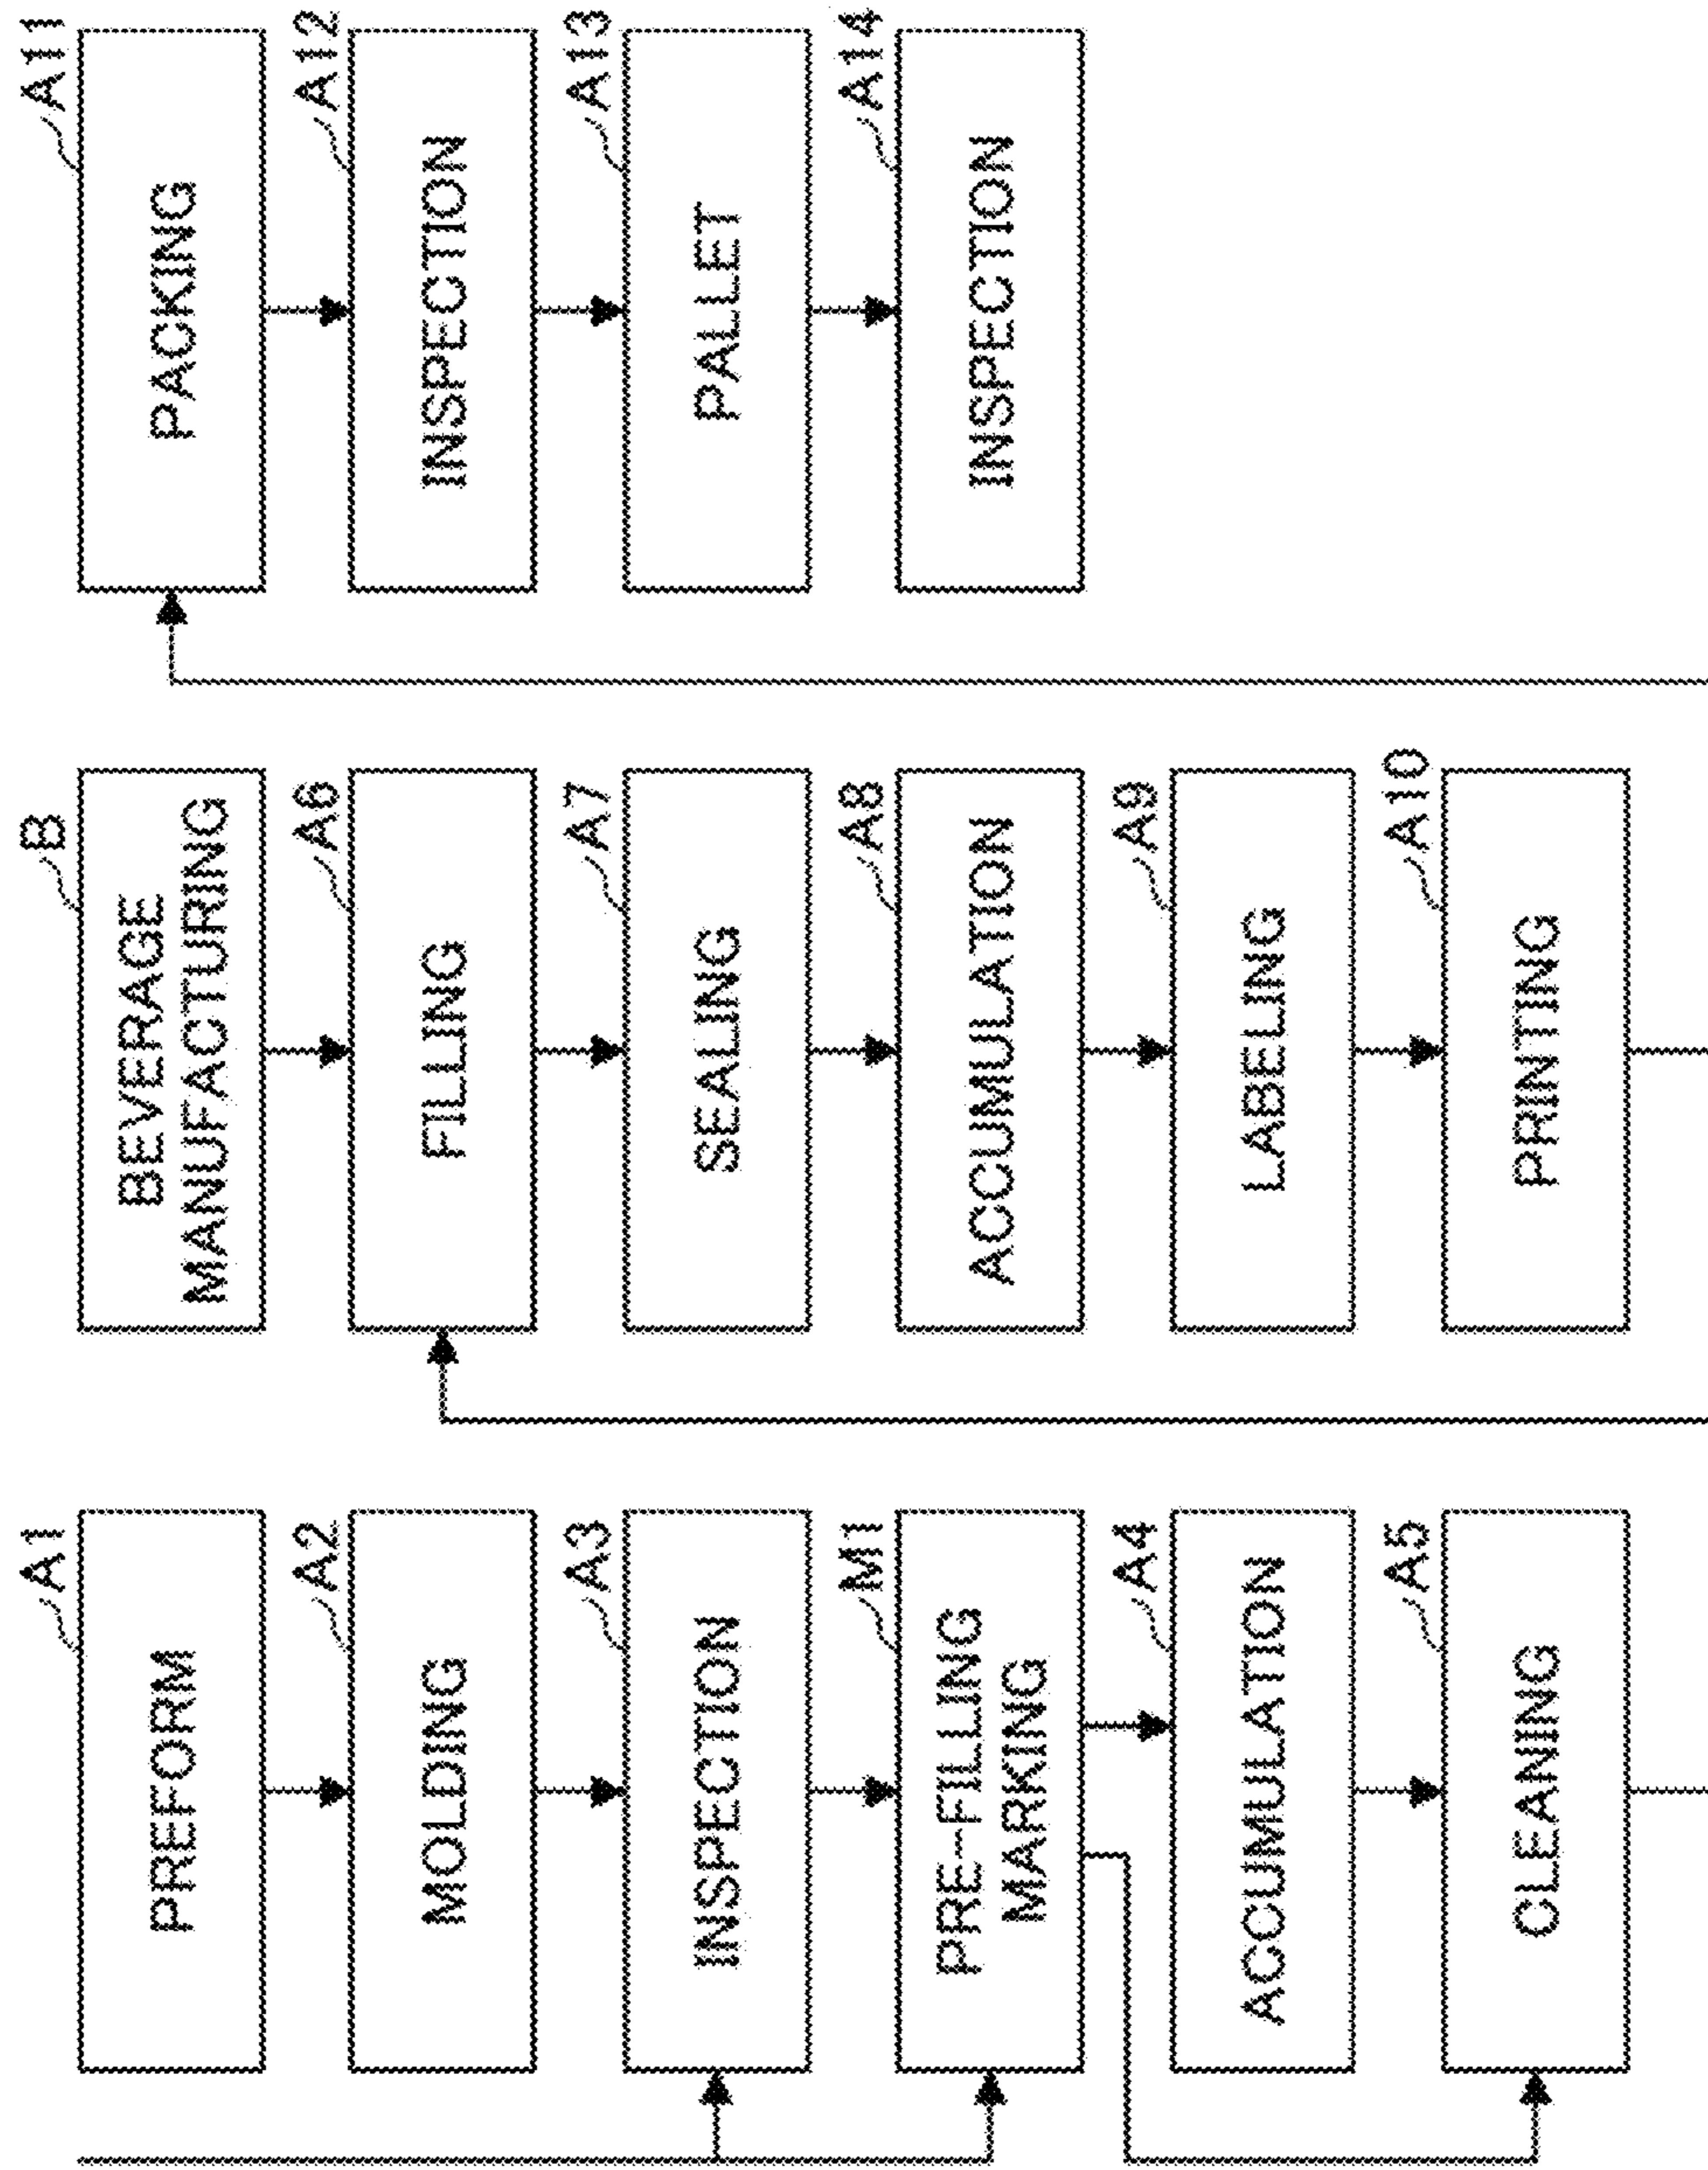 A1
PREFORM
A2
MOLDING
A3
INSPECTION
M1
PRE-FILLING
MARKING
A4
ACCUMULATION
A5
CLEANING
B
BEVERAGE
MANUFACTURING
A6
FILLING
A7
SEALING
A8
ACCUMULATION
A9
LABELING
A10
PRINTING
A11
PACKING
A12
INSPECTION
A13
PALLET
A14
INSPECTION